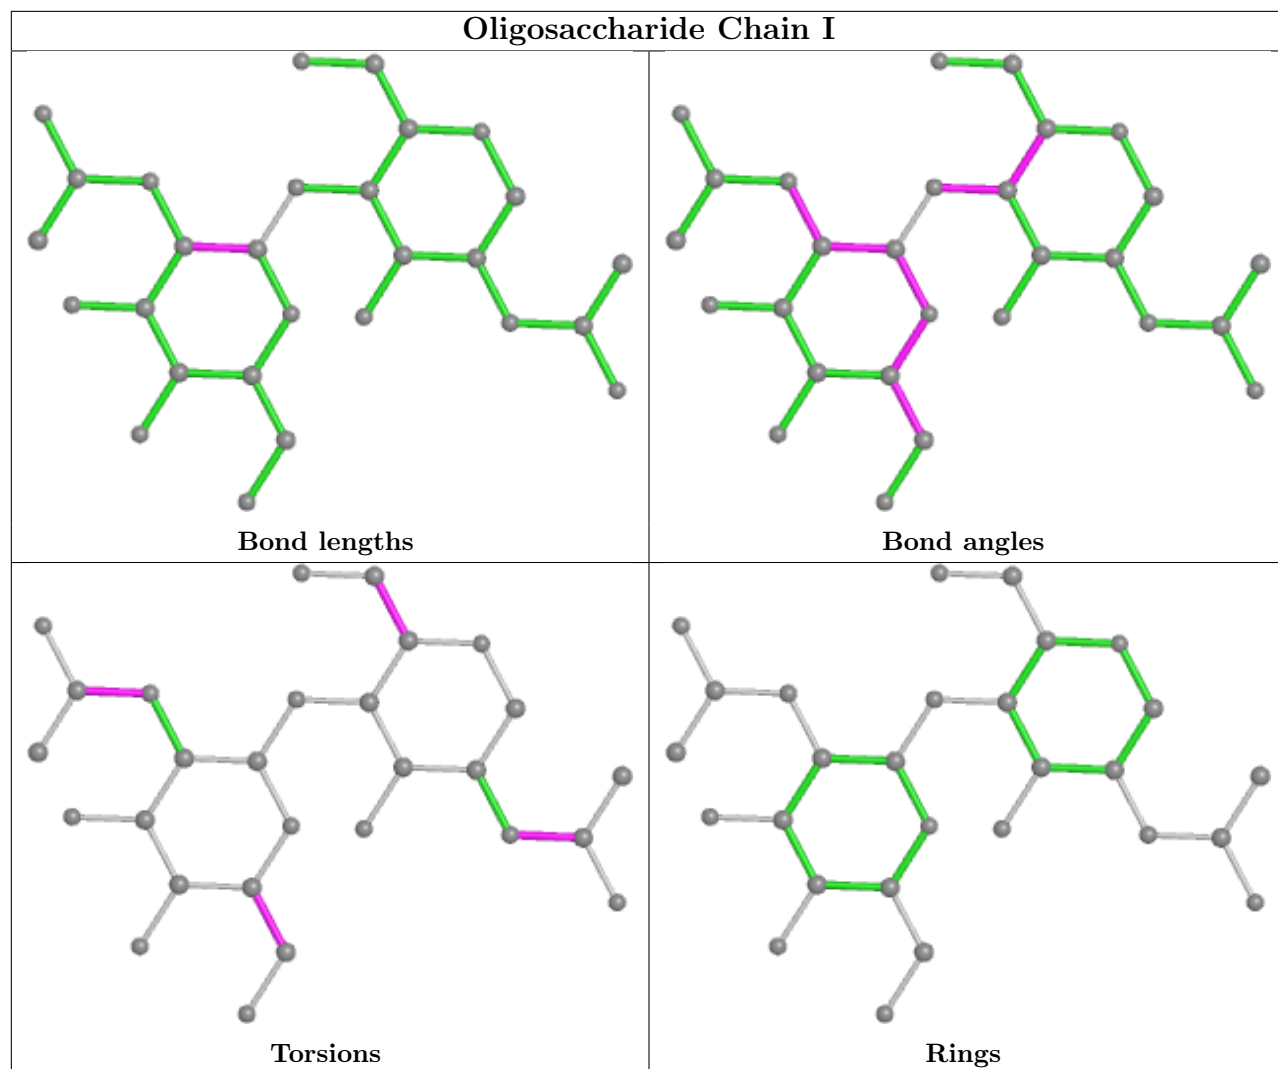 Oligosaccharide Chain I
Bond lengths
Bond angles
Torsions
Rings